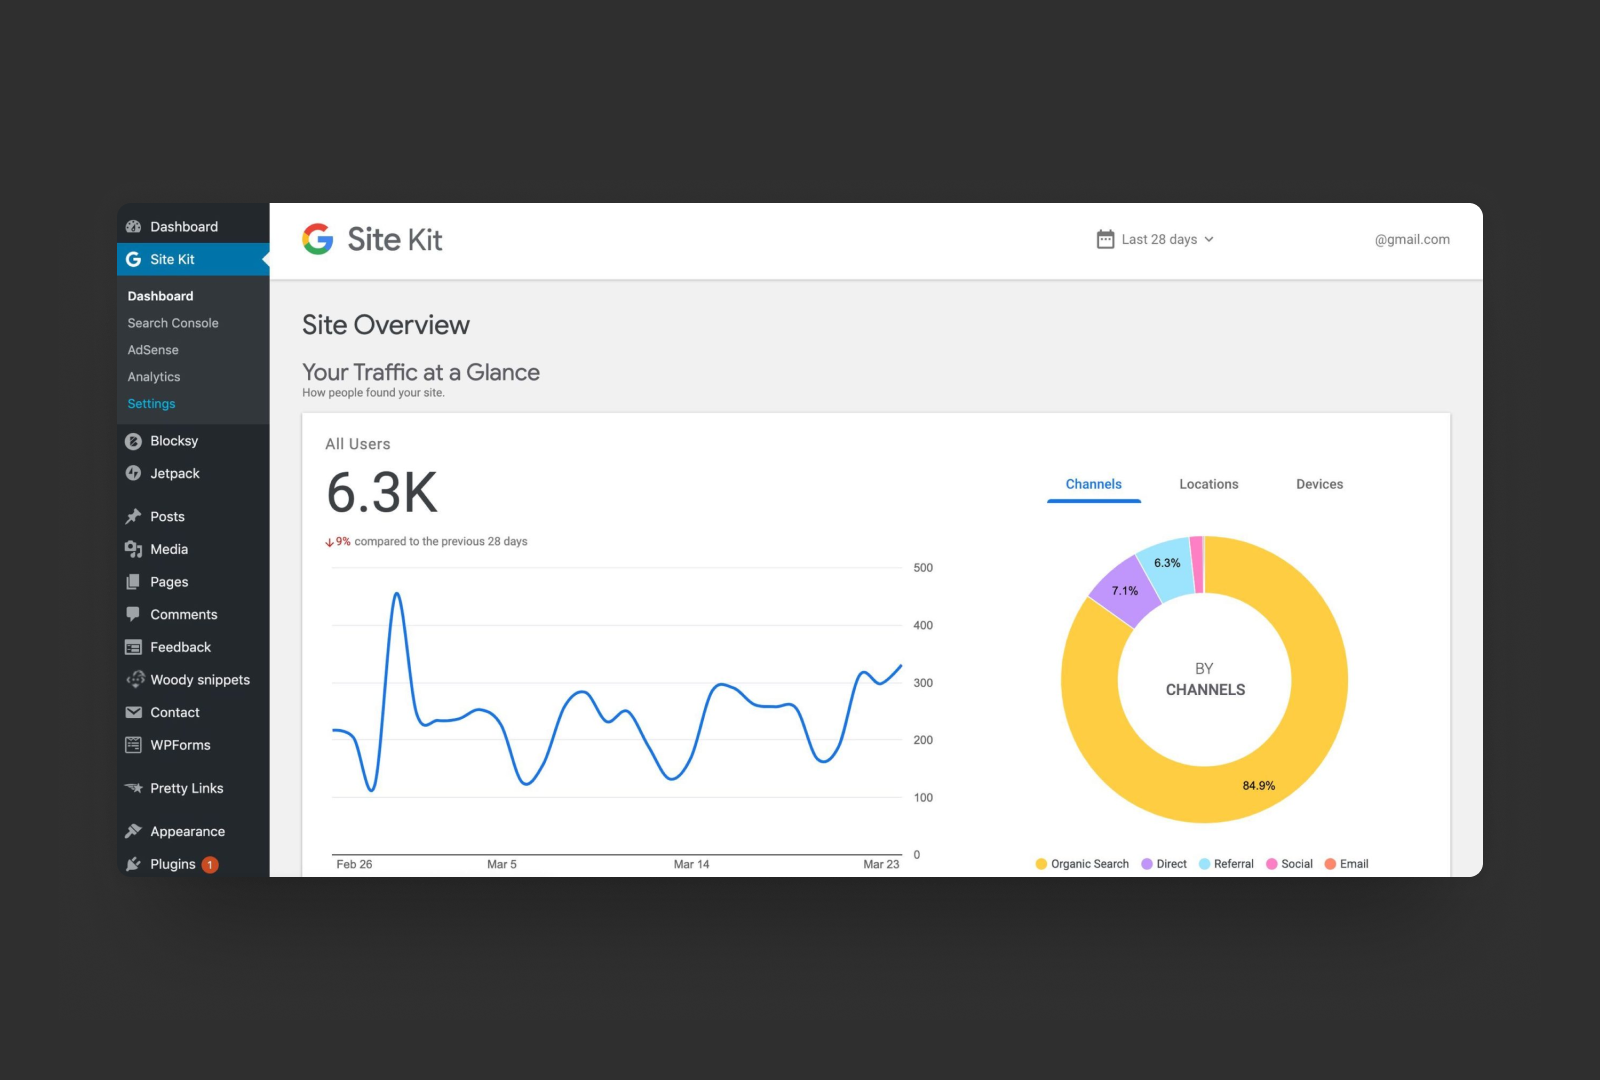 Dashboard
Site Kit
Dashboard
Search Console
AdSense
Analytics
Settings
Blocksy
Jetpack
Posts
Media
Pages
Comments
Feedback
Woody snippets
Contact
WPForms
Pretty Links
Appearance
Plugins 1
Site Kit
Last 28 days
@gmail.com
Site Overview
Your Traffic at a Glance
How people found your site.
All Users
6.3K
↓9% compared to the previous 28 days
500
400
300
200
100
0
Feb 26 Mar 5 Mar 14 Mar 23
Channels Locations Devices
6.3%
7.1%
BY
CHANNELS
84.9%
Organic Search Direct Referral Social Email